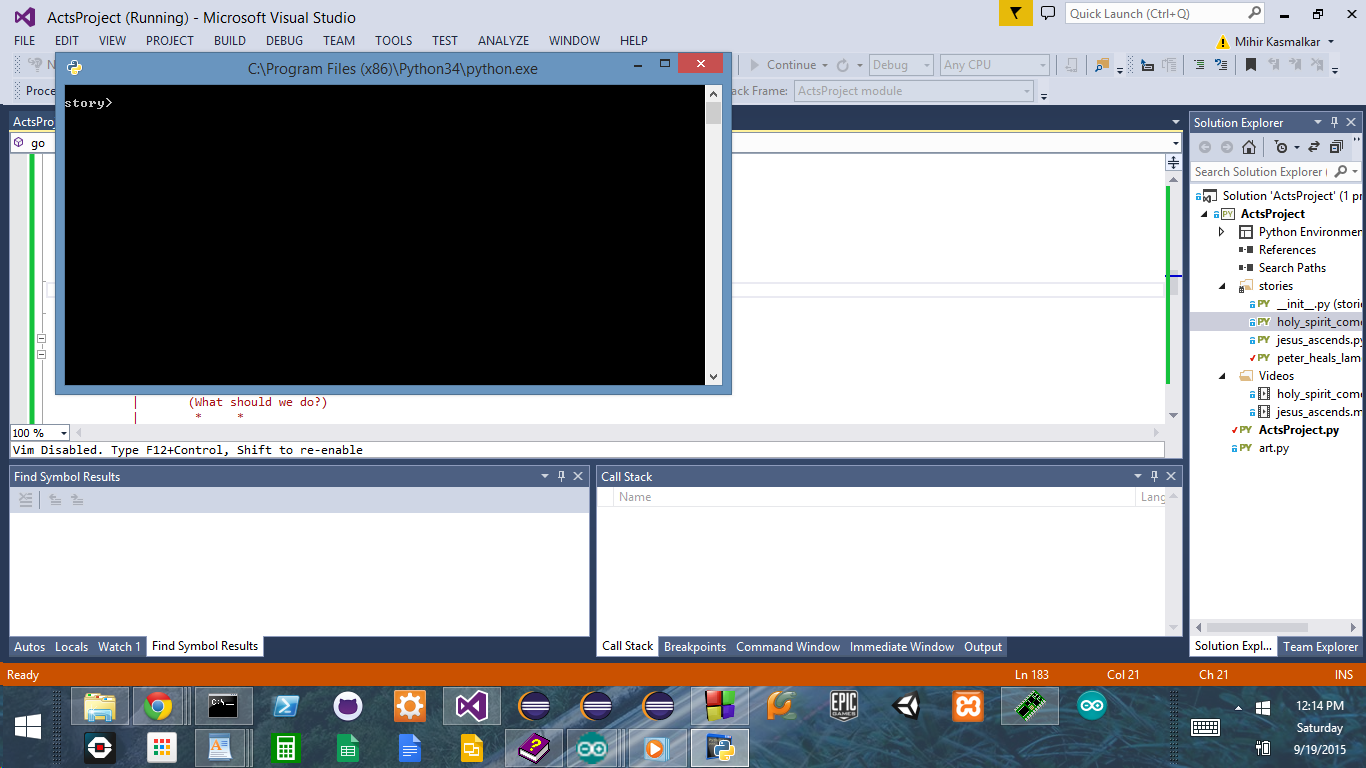 ActsProject (Running) - Microsoft Visual Studio
Quick Launch (Ctrl+Q)
FILE EDIT VIEW PROJECT BUILD DEBUG TEAM TOOLS TEST ANALYZE WINDOW HELP
Mihir Kasmalkar
C:\Program Files (x86)\Python34\python.exe
Continue
Debug
Any CPU
Proce
ack Frame:
ActsProject module
story>
ActsPro
go
(What should we do?)
* *
100 %
Vim Disabled. Type F12+Control, Shift to re-enable
Find Symbol Results
Autos Locals Watch 1 Find Symbol Results
Call Stack
Name Lang
Call Stack Breakpoints Command Window Immediate Window Output
Solution Explorer
Search Solution Explorer (
Solution 'ActsProject' (1 pr
ActsProject
Python Environmen
References
Search Paths
stories
__init__.py (storie
holy_spirit_come
jesus_ascends.py
peter_heals_lam
Videos
holy_spirit_come
jesus_ascends.m
ActsProject.py
art.py
Solution Expl... Team Explorer
Ready
Ln 183 Col 21 Ch 21 INS
C:\_
EPIC
GAMES
12:14 PM
Saturday
9/19/2015